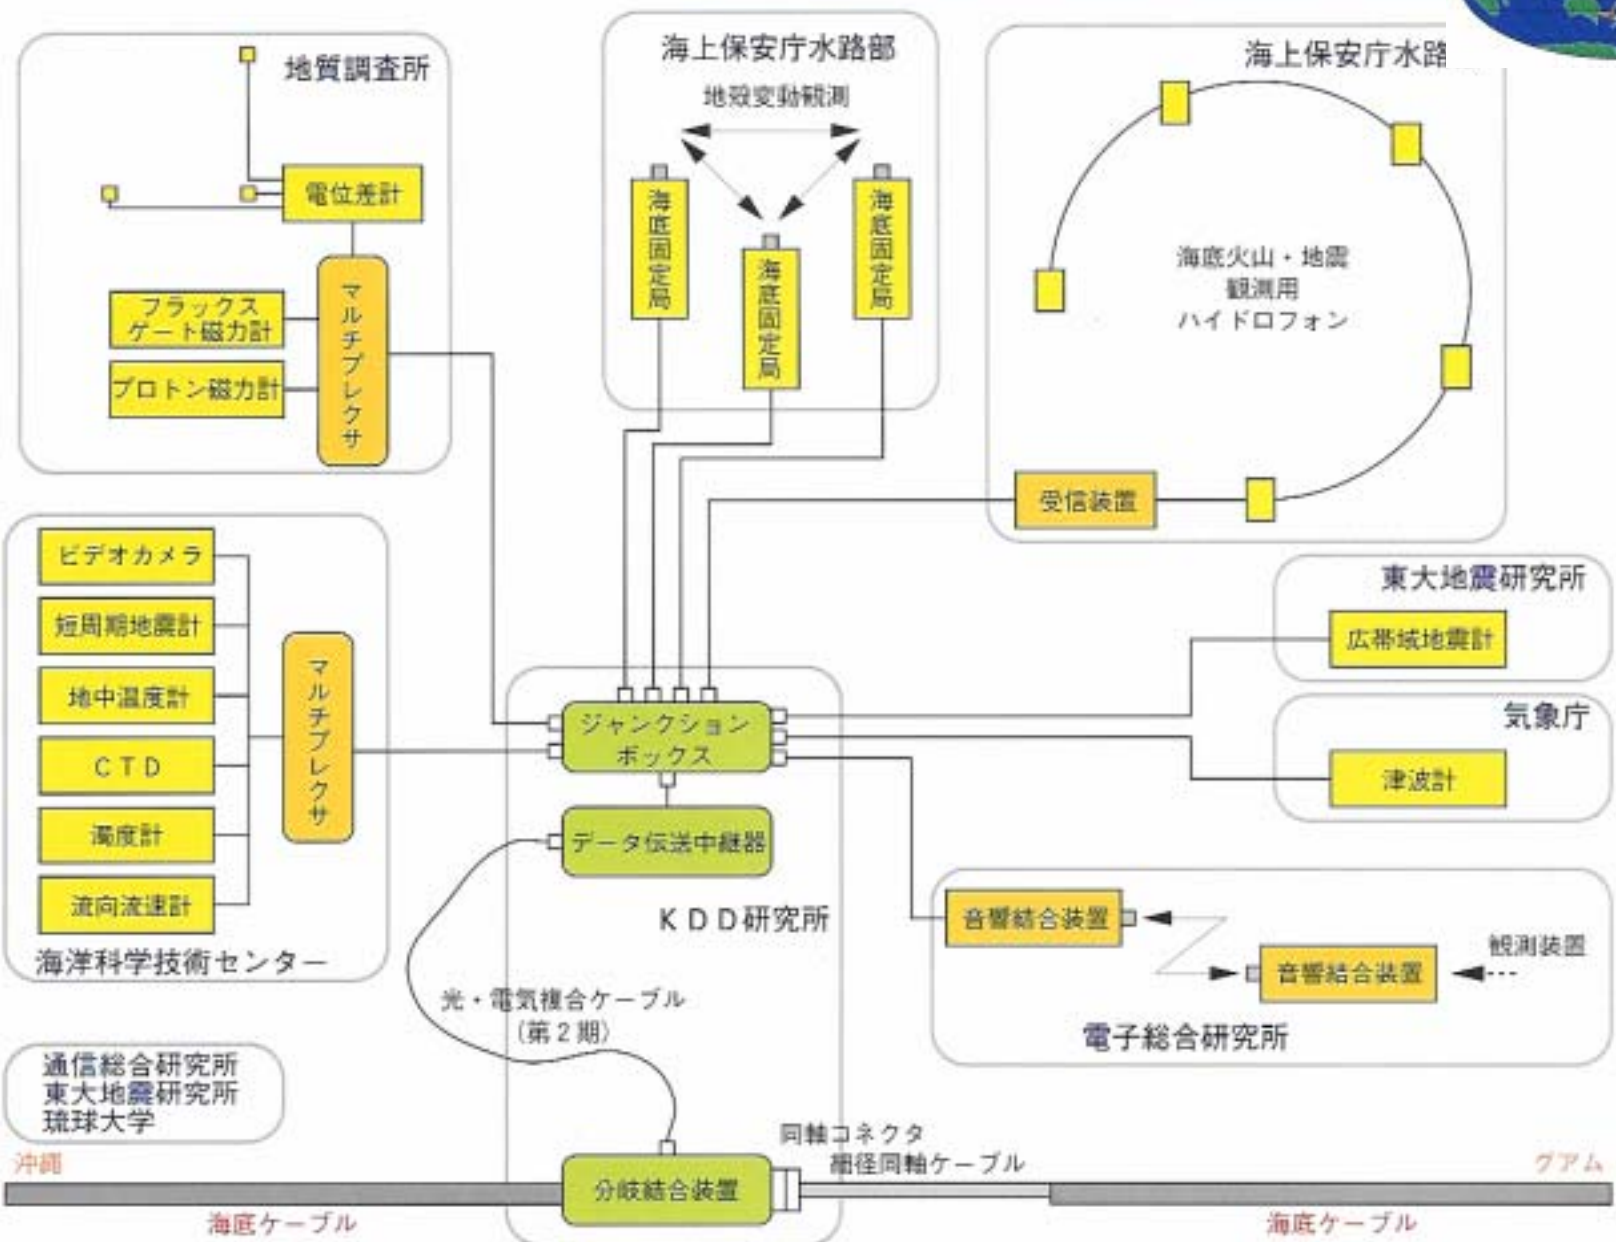 地質調査所
電位差計
フラックス
ゲート磁力計
プロトン磁力計
マルチプレクサ
海上保安庁水路部
地殻変動観測
海底固定局
海底固定局
海底固定局
海上保安庁水路
海底火山・地震
観測用
ハイドロフォン
受信装置
ビデオカメラ
短周期地震計
地中温度計
CTD
濁度計
流向流速計
マルチプレクサ
海洋科学技術センター
東大地震研究所
広帯域地震計
気象庁
津波計
ジャンクション
ボックス
データ伝送中継器
KDD研究所
光・電気複合ケーブル
(第2期)
音響結合装置
音響結合装置
観測装置
電子総合研究所
通信総合研究所
東大地震研究所
琉球大学
沖縄
海底ケーブル
分岐結合装置
同軸コネクタ
細径同軸ケーブル
グアム
海底ケーブル